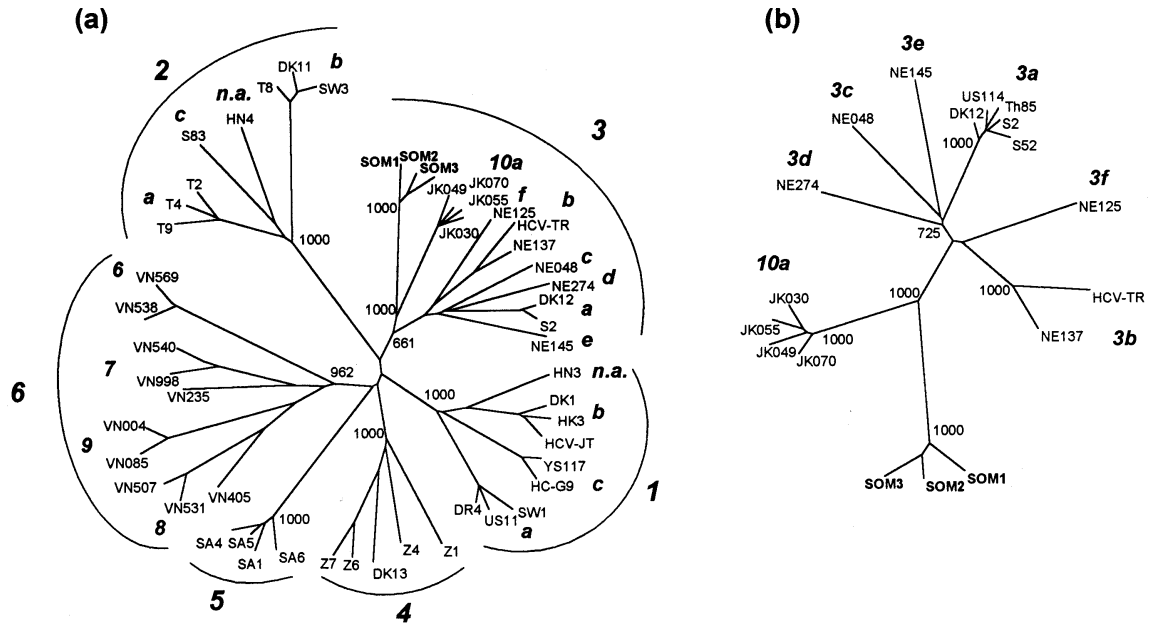 (a)
2
DK11
b
T8
SW3
n.a.
HN4
c
S83
a
T2
T4
T9
1000
3
SOM1
SOM2
SOM3
1000
10a
JK049
JK070
JK055
JK030
f
NE125
b
HCV-TR
NE137
NE048
c
NE274
d
DK12
a
S2
NE145
e
1000
661
6
VN569
VN538
VN540
7
VN998
VN235
962
6
VN004
9
VN085
VN507
VN531
VN405
8
1000
SA4
SA5
SA1
SA6
5
1000
Z7
Z6
DK13
Z4
Z1
4
1000
HN3
n.a.
DK1
b
HK3
HCV-JT
YS117
HC-G9
c
DR4
US11
SW1
a
1
(b)
3e
NE145
3a
US114
Th85
DK12
S2
S52
1000
3c
NE048
3d
NE274
3f
NE125
725
10a
JK030
JK055
JK049
JK070
1000
1000
1000
HCV-TR
NE137
3b
1000
SOM3
SOM2
SOM1